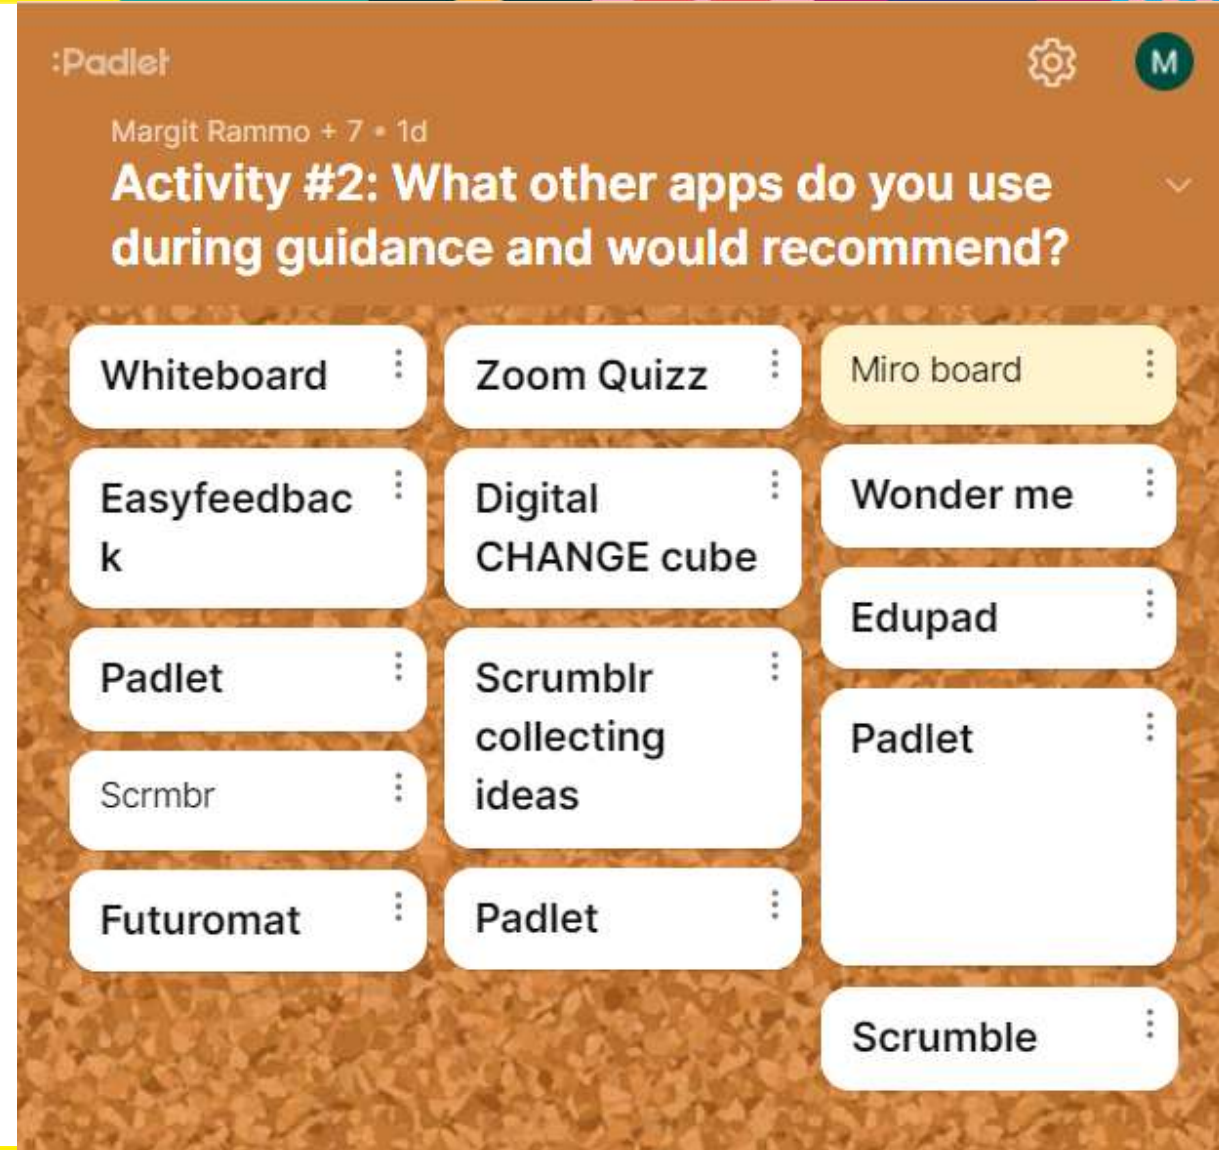 :Padlet
M
Margit Rammo + 7 • 1d
Activity #2: What other apps do you use
during guidance and would recommend?
Whiteboard
Easyfeedbac
k
Padlet
Scrmbr
Futuromat
Zoom Quizz
Digital
CHANGE cube
Scrumblr
collecting
ideas
Padlet
Miro board
Wonder me
Edupad
Padlet
Scrumble